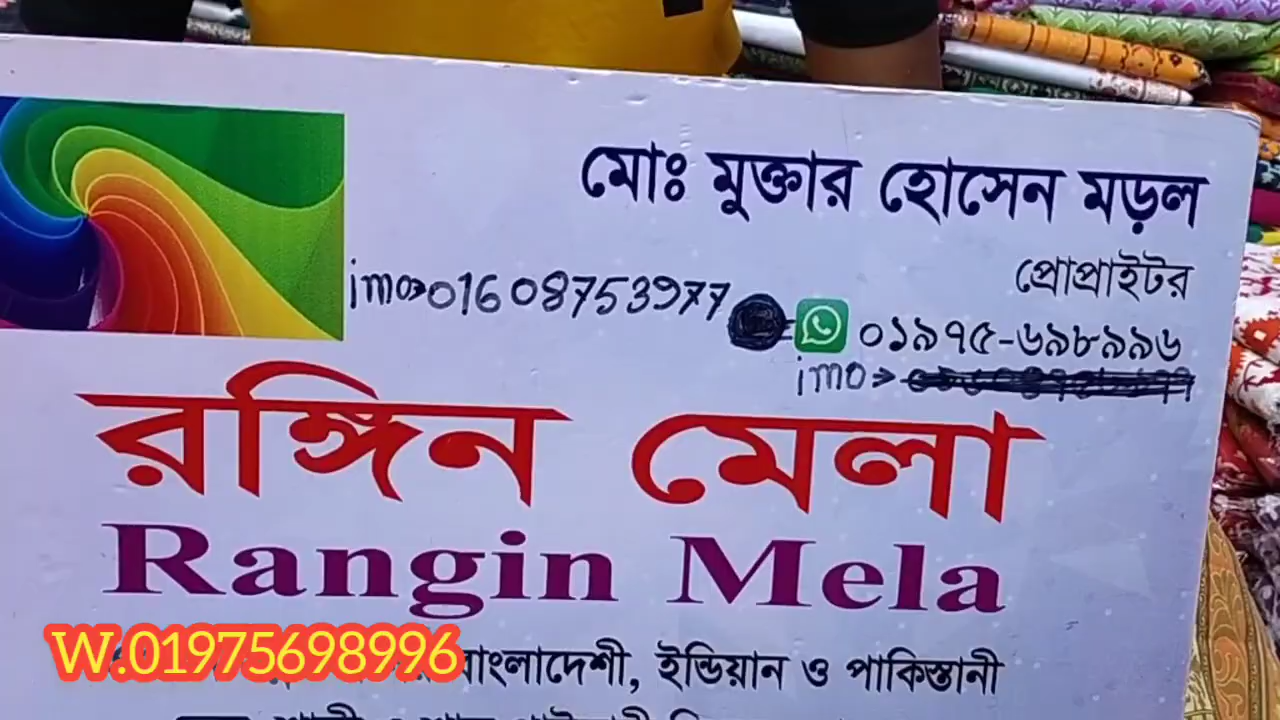 মোঃ মুক্তার হোসেন মড়ল
প্রোপ্রাইটর
imo>01608753977
০১৯৭৫-৬৯৮৯৯৬
imo>
রঙ্গিন মেলা
Rangin Mela
W.01975698996
বাংলাদেশী, ইন্ডিয়ান ও পাকিস্তানী